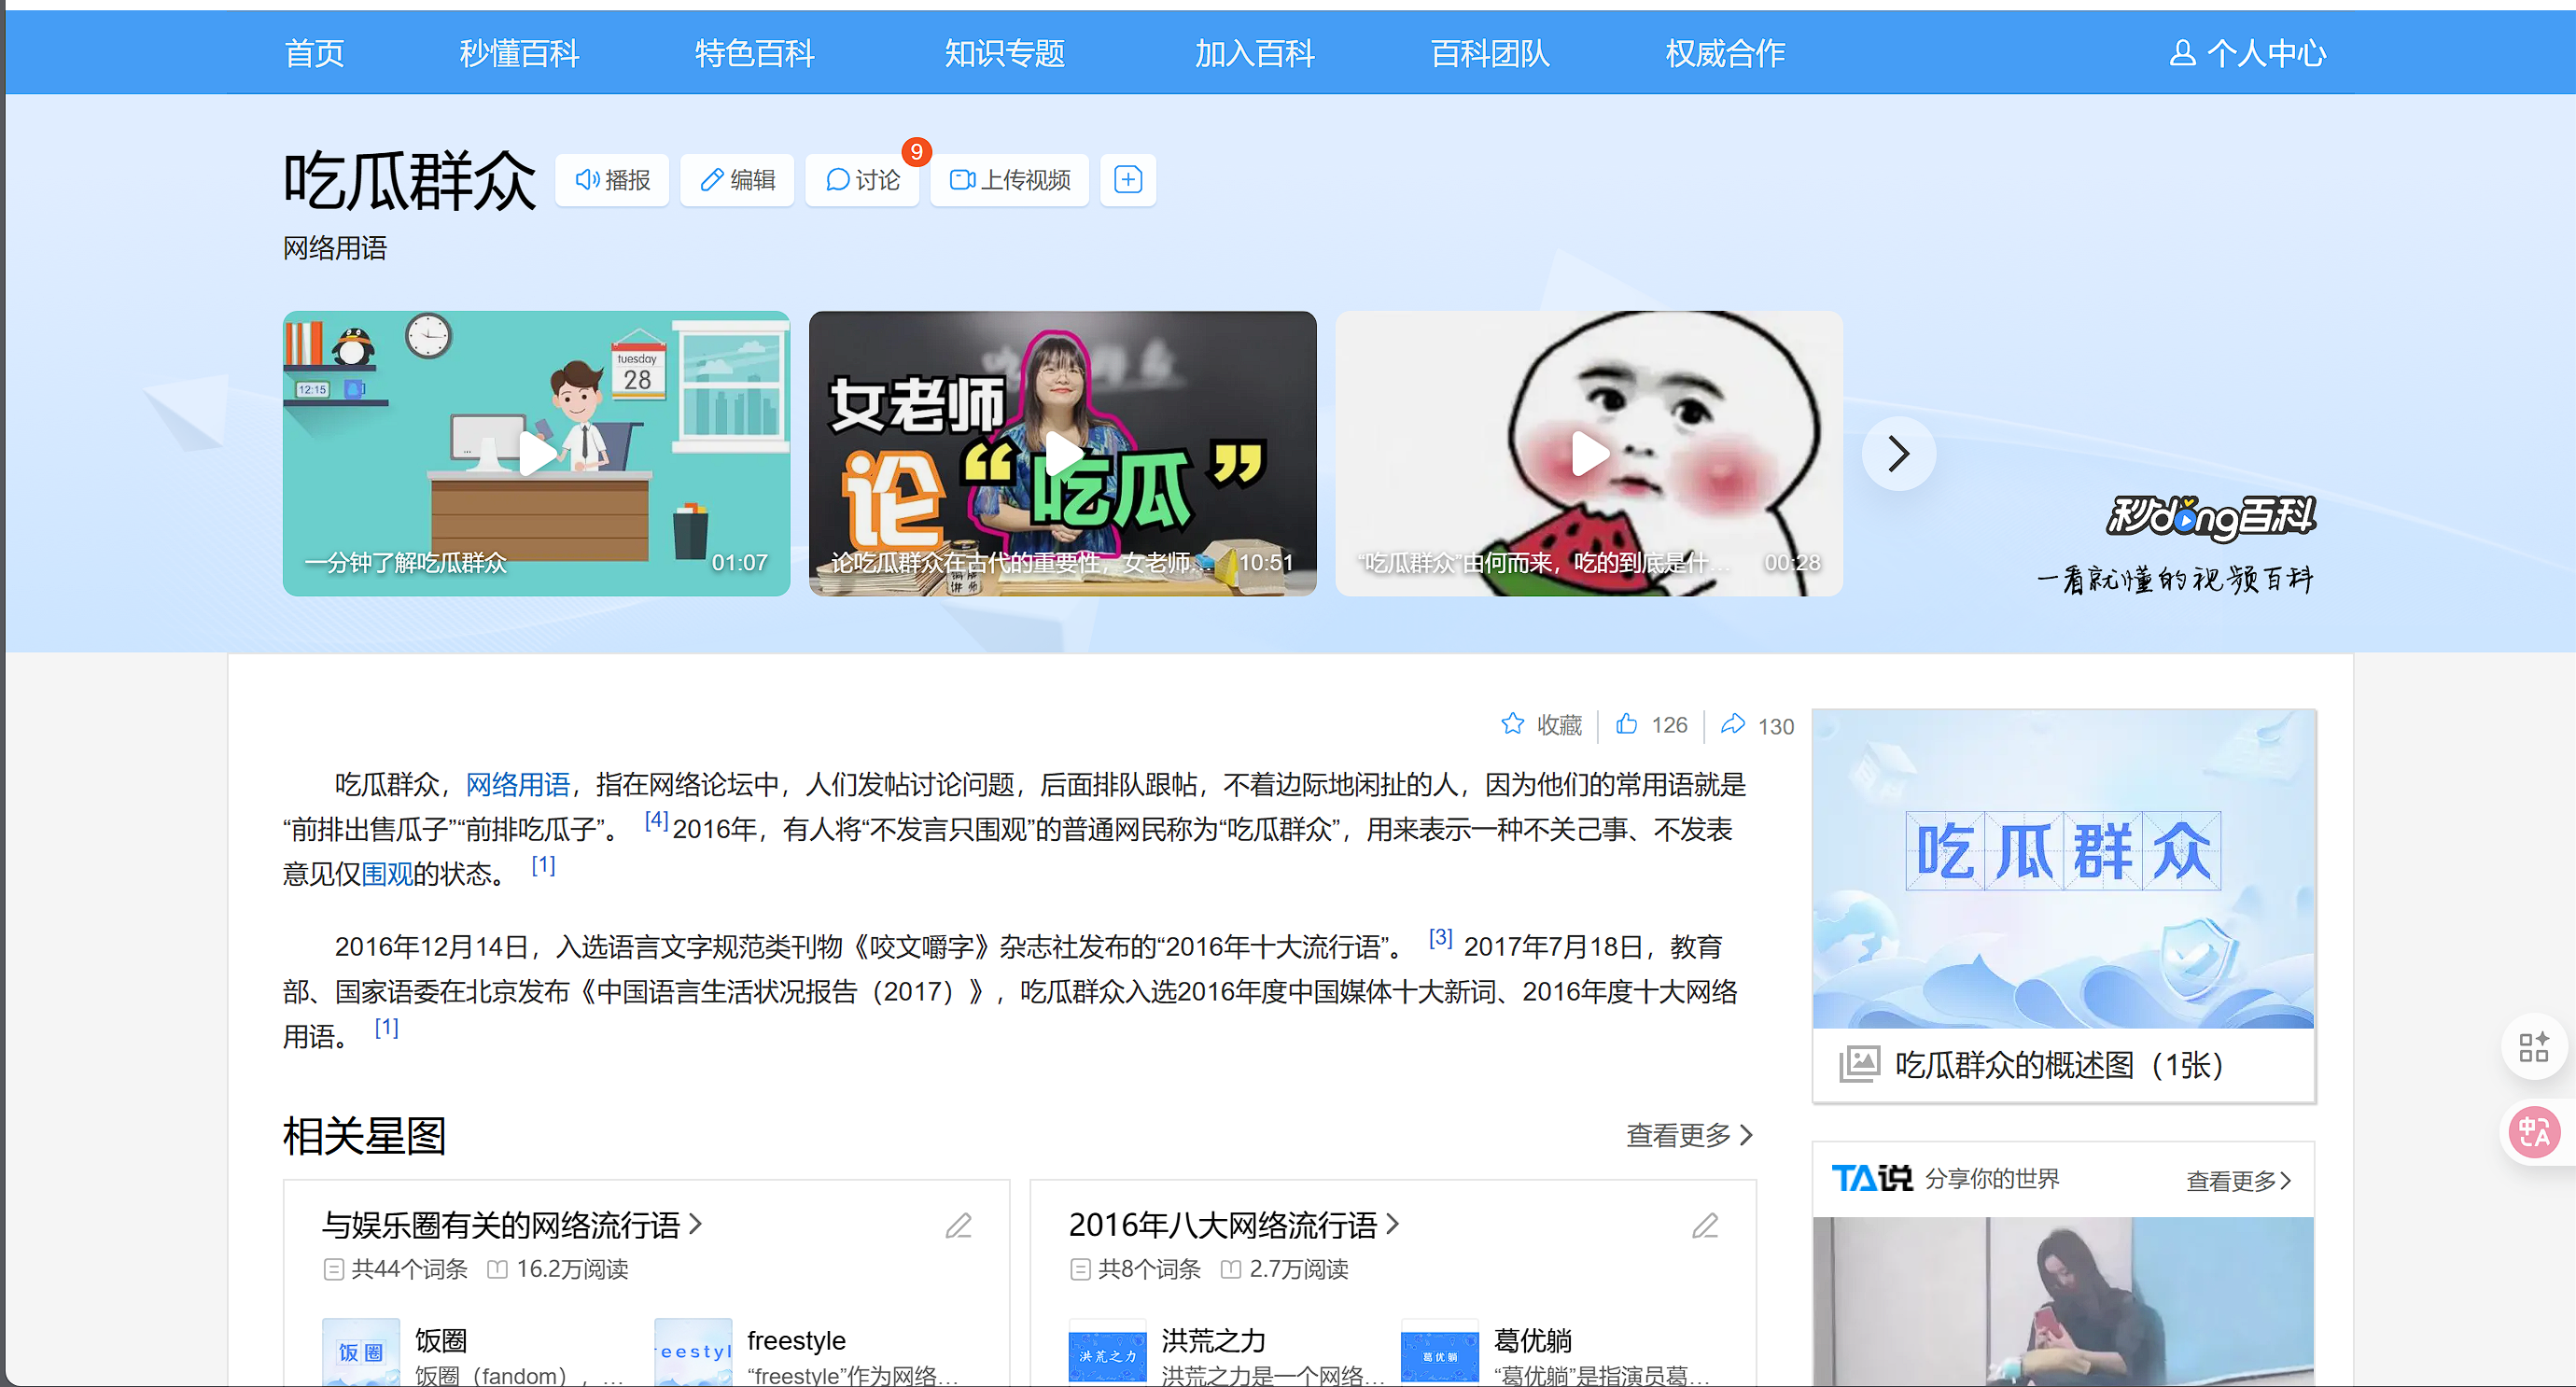 首页 秒懂百科 特色百科 知识专题 加入百科 百科团队 权威合作 个人中心
吃瓜群众 播报 编辑 讨论 9 上传视频
网络用语
12:15
tuesday
28
一分钟了解吃瓜群众 01:07
女老师
论“吃瓜”
论吃瓜群众在古代的重要性，女老师... 10:51
“吃瓜群众”由何而来，吃的到底是什... 00:28
秒dǒng百科
一看就懂的视频百科
收藏 126 130
吃瓜群众，网络用语，指在网络论坛中，人们发帖讨论问题，后面排队跟帖，不着边际地闲扯的人，因为他们的常用语就是
“前排出售瓜子”“前排吃瓜子”。 [4] 2016年，有人将“不发言只围观”的普通网民称为“吃瓜群众”，用来表示一种不关己事、不发表
意见仅围观的状态。 [1]
2016年12月14日，入选语言文字规范类刊物《咬文嚼字》杂志社发布的“2016年十大流行语”。 [3] 2017年7月18日，教育
部、国家语委在北京发布《中国语言生活状况报告（2017）》，吃瓜群众入选2016年度中国媒体十大新词、2016年度十大网络
用语。 [1]
吃瓜群众
吃瓜群众的概述图（1张）
相关星图 查看更多
TA说 分享你的世界 查看更多
与娱乐圈有关的网络流行语
共44个词条 16.2万阅读
饭圈
饭圈
饭圈（fandom），...
eestyl
freestyle
“freestyle”作为网络...
2016年八大网络流行语
共8个词条 2.7万阅读
洪荒之力
洪荒之力
洪荒之力是一个网络...
葛优躺
葛优躺
“葛优躺”是指演员葛...
中 A